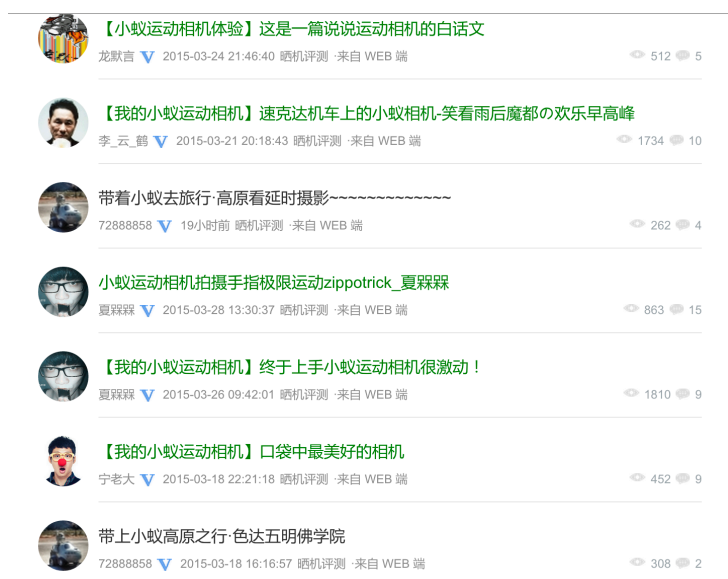 【小蚁运动相机体验】这是一篇说说运动相机的白话文
龙默言 V 2015-03-24 21:46:40 晒机评测 ·来自 WEB 端 512 5
【我的小蚁运动相机】速克达机车上的小蚁相机-笑看雨后魔都の欢乐早高峰
李_云_鹤 V 2015-03-21 20:18:43 晒机评测 ·来自 WEB 端 1734 10
带着小蚁去旅行·高原看延时摄影~~~~~~~~~~~~~
72888858 V 19小时前 晒机评测 ·来自 WEB 端 262 4
小蚁运动相机拍摄手指极限运动zippotrick_夏槑槑
夏槑槑 V 2015-03-28 13:30:37 晒机评测 ·来自 WEB 端 863 15
【我的小蚁运动相机】终于上手小蚁运动相机很激动！
夏槑槑 V 2015-03-26 09:42:01 晒机评测 ·来自 WEB 端 1810 9
【我的小蚁运动相机】口袋中最美好的相机
宁老大 V 2015-03-18 22:21:18 晒机评测 ·来自 WEB 端 452 9
带上小蚁高原之行·色达五明佛学院
72888858 V 2015-03-18 16:16:57 晒机评测 ·来自 WEB 端 308 2